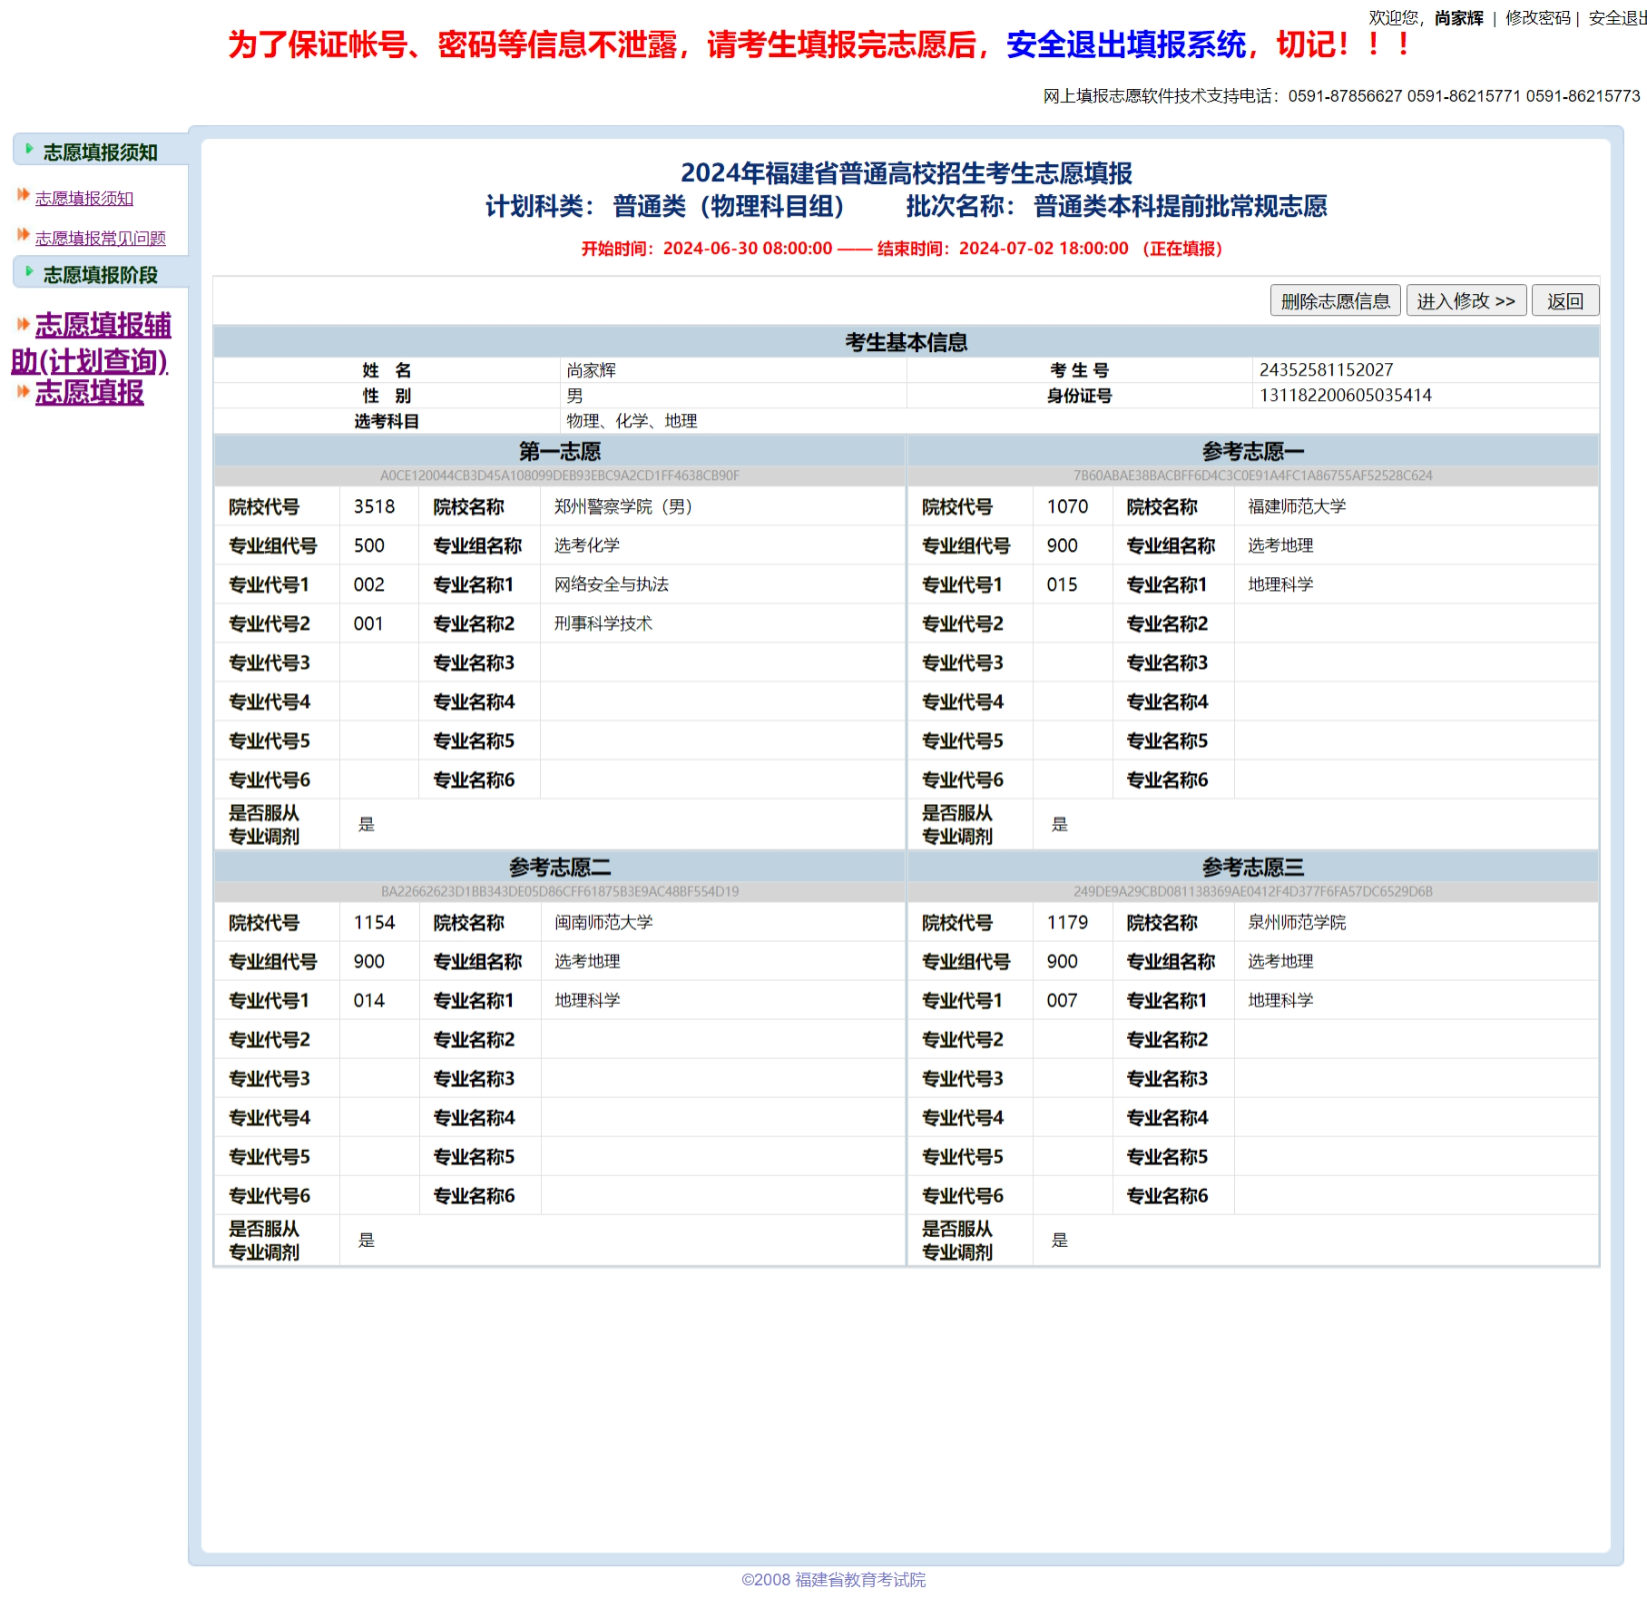 欢迎您，尚家辉 | 修改密码 | 安全退出
为了保证帐号、密码等信息不泄露，请考生填报完志愿后，安全退出填报系统，切记！！！
网上填报志愿软件技术支持电话：0591-87856627 0591-86215771 0591-86215773
志愿填报须知
志愿填报须知
志愿填报常见问题
志愿填报阶段
志愿填报辅
助(计划查询)
志愿填报
2024年福建省普通高校招生考生志愿填报
计划科类： 普通类（物理科目组） 批次名称： 普通类本科提前批常规志愿
开始时间：2024-06-30 08:00:00 —— 结束时间：2024-07-02 18:00:00 （正在填报）
删除志愿信息 进入修改 >> 返回
考生基本信息
姓 名 尚家辉 考 生 号 24352581152027
性 别 男 身份证号 131182200605035414
选考科目 物理、化学、地理
第一志愿 参考志愿一
A0CE120044CB3D45A108099DEB93EBC9A2CD1FF4638CB90F 7B60ABAE38BACBFF6D4C3C0E91A4FC1A86755AF52528C624
院校代号 3518 院校名称 郑州警察学院（男） 院校代号 1070 院校名称 福建师范大学
专业组代号 500 专业组名称 选考化学 专业组代号 900 专业组名称 选考地理
专业代号1 002 专业名称1 网络安全与执法 专业代号1 015 专业名称1 地理科学
专业代号2 001 专业名称2 刑事科学技术 专业代号2 专业名称2
专业代号3 专业名称3 专业代号3 专业名称3
专业代号4 专业名称4 专业代号4 专业名称4
专业代号5 专业名称5 专业代号5 专业名称5
专业代号6 专业名称6 专业代号6 专业名称6
是否服从 是否服从
专业调剂 是 专业调剂 是
参考志愿二 参考志愿三
BA22662623D1BB343DE05D86CFF61875B3E9AC48BF554D19 249DE9A29CBD081138369AE0412F4D377F6FA57DC6529D6B
院校代号 1154 院校名称 闽南师范大学 院校代号 1179 院校名称 泉州师范学院
专业组代号 900 专业组名称 选考地理 专业组代号 900 专业组名称 选考地理
专业代号1 014 专业名称1 地理科学 专业代号1 007 专业名称1 地理科学
专业代号2 专业名称2 专业代号2 专业名称2
专业代号3 专业名称3 专业代号3 专业名称3
专业代号4 专业名称4 专业代号4 专业名称4
专业代号5 专业名称5 专业代号5 专业名称5
专业代号6 专业名称6 专业代号6 专业名称6
是否服从 是否服从
专业调剂 是 专业调剂 是
©2008 福建省教育考试院